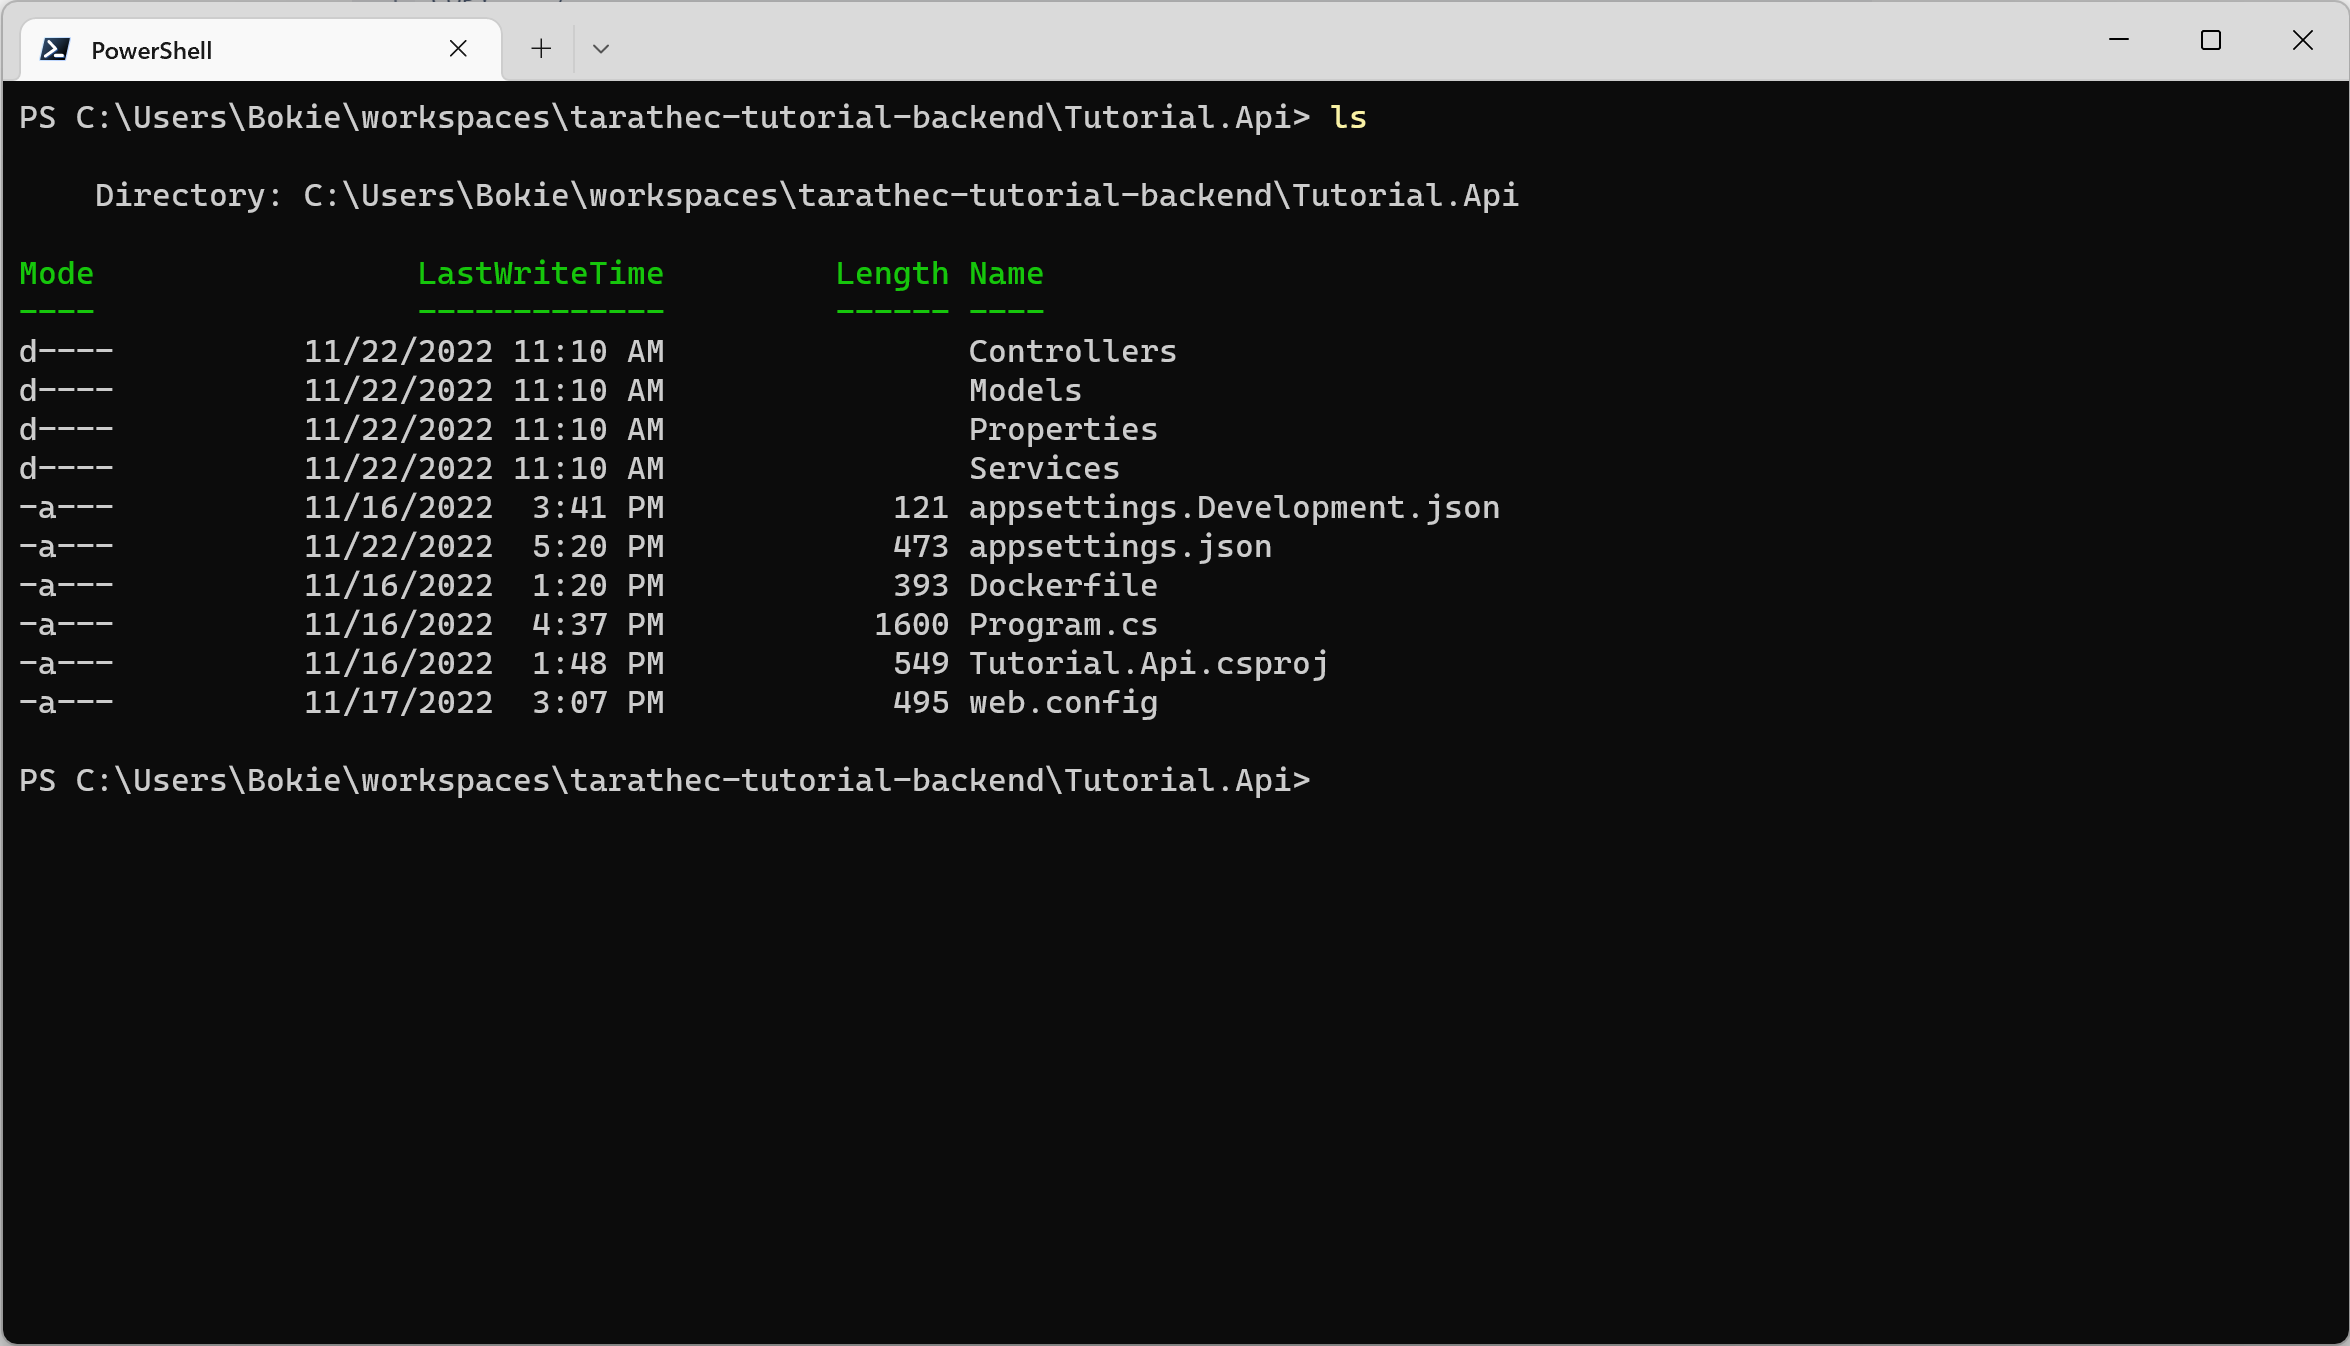 PowerShell
PS C:\Users\Bokie\workspaces\tarathec-tutorial-backend\Tutorial.Api> ls
    Directory: C:\Users\Bokie\workspaces\tarathec-tutorial-backend\Tutorial.Api
Mode                 LastWriteTime         Length Name
----                 -------------         ------ ----
d----          11/22/2022 11:10 AM                Controllers
d----          11/22/2022 11:10 AM                Models
d----          11/22/2022 11:10 AM                Properties
d----          11/22/2022 11:10 AM                Services
-a---          11/16/2022  3:41 PM            121 appsettings.Development.json
-a---          11/22/2022  5:20 PM            473 appsettings.json
-a---          11/16/2022  1:20 PM            393 Dockerfile
-a---          11/16/2022  4:37 PM           1600 Program.cs
-a---          11/16/2022  1:48 PM            549 Tutorial.Api.csproj
-a---          11/17/2022  3:07 PM            495 web.config
PS C:\Users\Bokie\workspaces\tarathec-tutorial-backend\Tutorial.Api>